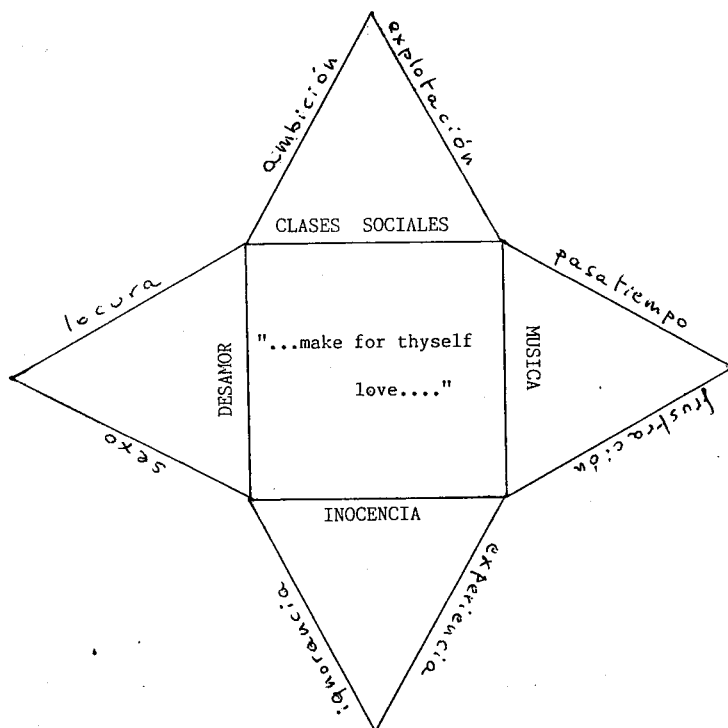 ambición
explotación
CLASES SOCIALES
locura
pasatiempo
DESAMOR
"...make for thyself
love...."
MUSICA
sexo
frustración
INOCENCIA
ignorancia
experiencia